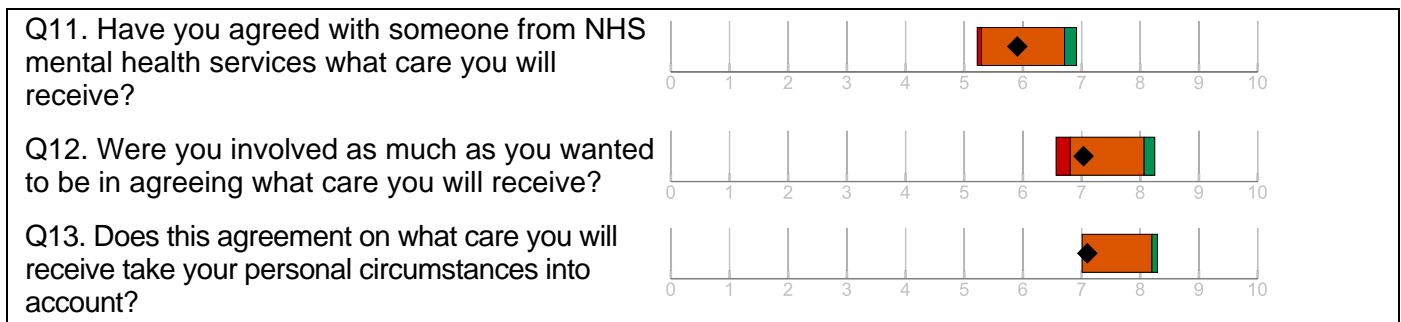 Q11. Have you agreed with someone from NHS
mental health services what care you will
receive?
0 1 2 3 4 5 6 7 8 9 10
Q12. Were you involved as much as you wanted
to be in agreeing what care you will receive?
0 1 2 3 4 5 6 7 8 9 10
Q13. Does this agreement on what care you will
receive take your personal circumstances into
account?
0 1 2 3 4 5 6 7 8 9 10